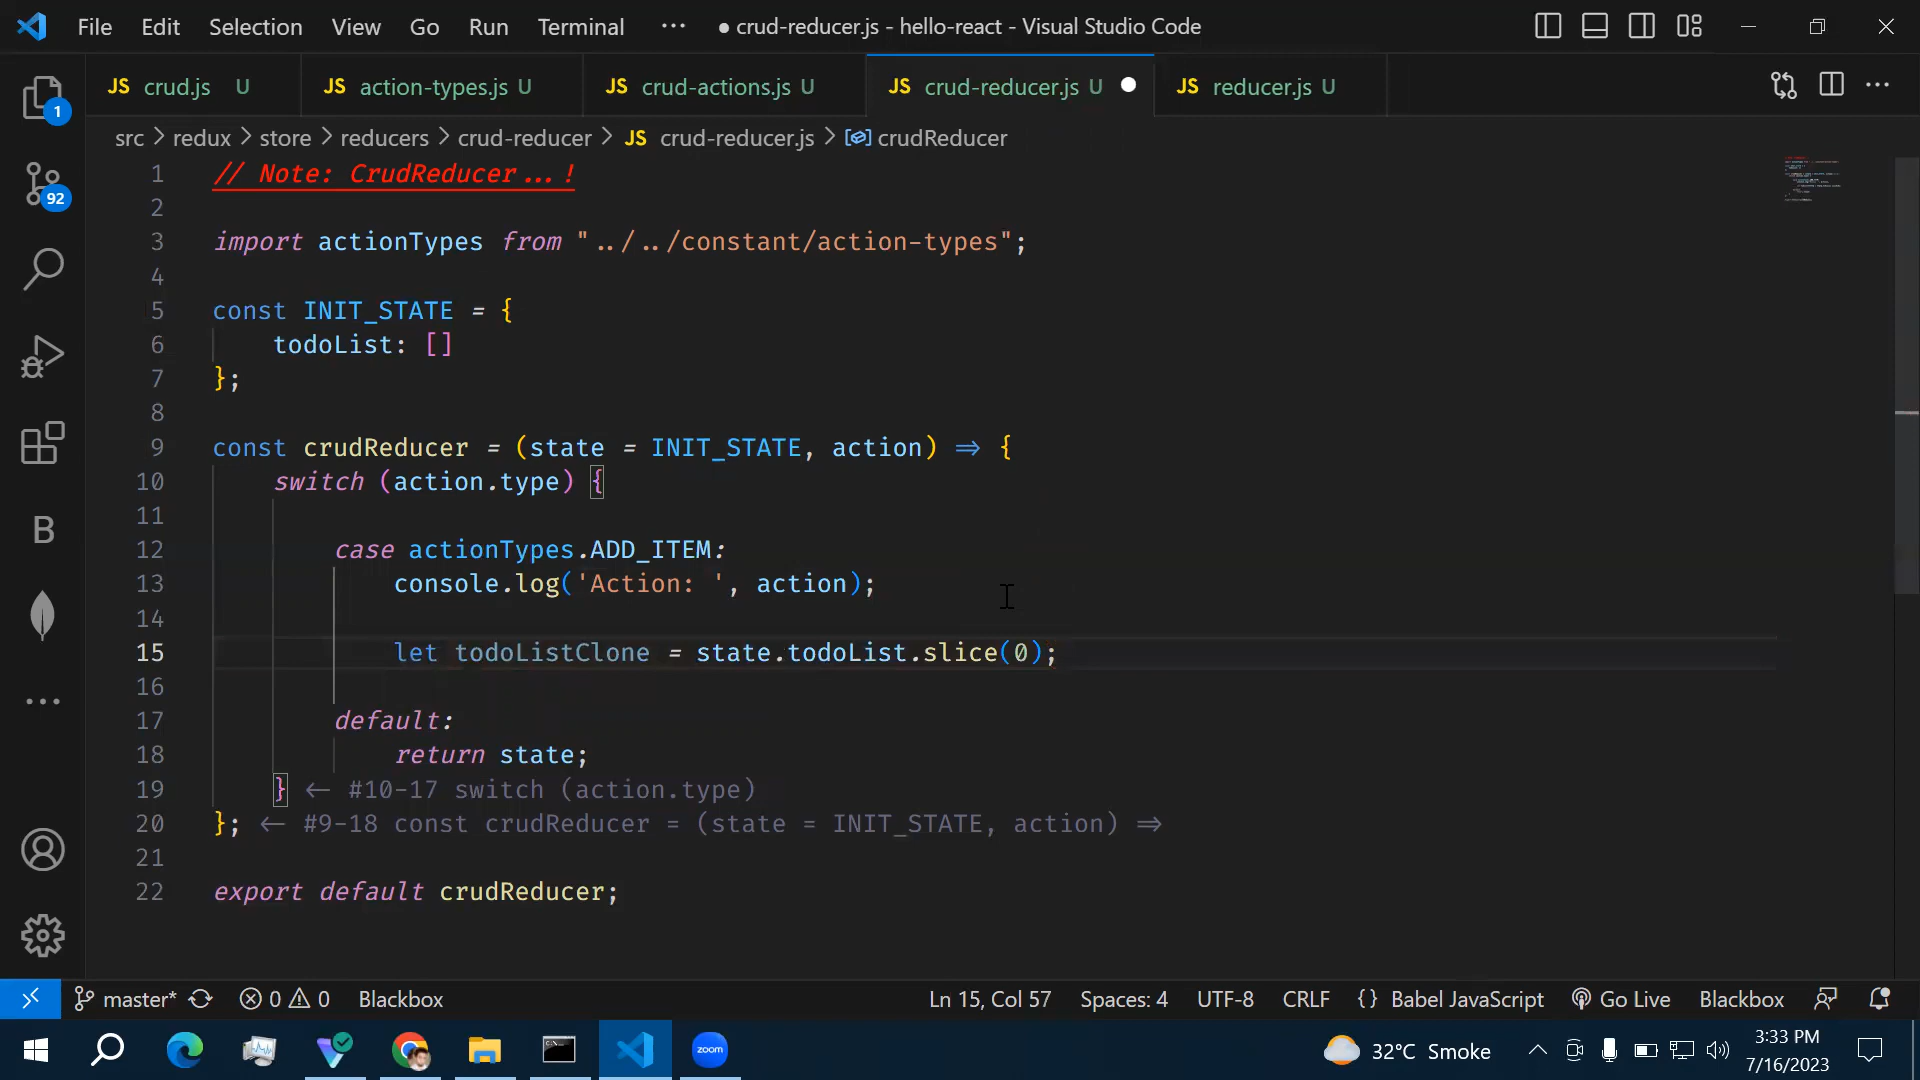 File Edit Selection View Go Run Terminal ··· ● crud-reducer.js - hello-react - Visual Studio Code
JS crud.js U JS action-types.js U JS crud-actions.js U JS crud-reducer.js U JS reducer.js U
src > redux > store > reducers > crud-reducer > JS crud-reducer.js > crudReducer
1 // Note: CrudReducer...!
2
3 import actionTypes from "../../constant/action-types";
4
5 const INIT_STATE = {
6 todoList: []
7 };
8
9 const crudReducer = (state = INIT_STATE, action) => {
10 switch (action.type) {
11
12 case actionTypes.ADD_ITEM:
13 console.log('Action: ', action);
14
15 let todoListClone = state.todoList.slice(0);
16
17 default:
18 return state;
19 } <- #10-17 switch (action.type)
20 }; <- #9-18 const crudReducer = (state = INIT_STATE, action) =>
21
22 export default crudReducer;
1
92
B
master* 0 0 Blackbox Ln 15, Col 57 Spaces: 4 UTF-8 CRLF {} Babel JavaScript Go Live Blackbox
zoom 32°C Smoke 3:33 PM
7/16/2023